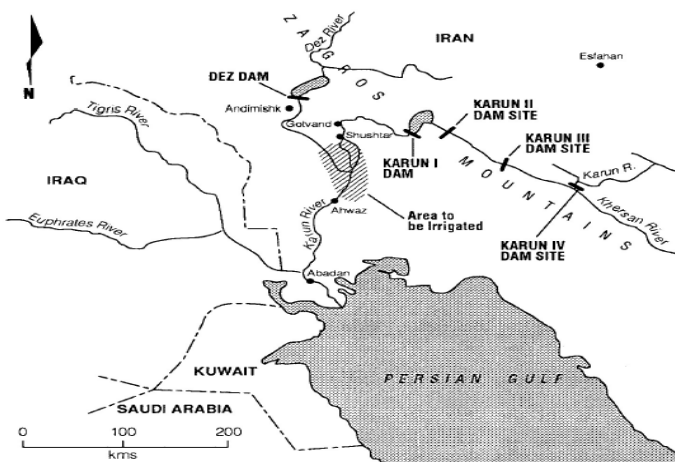 ZAGROS
Dez River
IRAN
Esfahan
DEZ DAM
Andimishk
N
Tigris River
Gotvand
Shushtar
KARUN II
DAM SITE
KARUN I
DAM
KARUN III
DAM SITE
MOUNTAINS
Karun R.
Khersan River
IRAQ
Area to
be Irrigated
Ahwaz
Karun River
Euphrates River
KARUN IV
DAM SITE
Abadan
KUWAIT
PERSIAN GULF
SAUDI ARABIA
0 100 200
kms